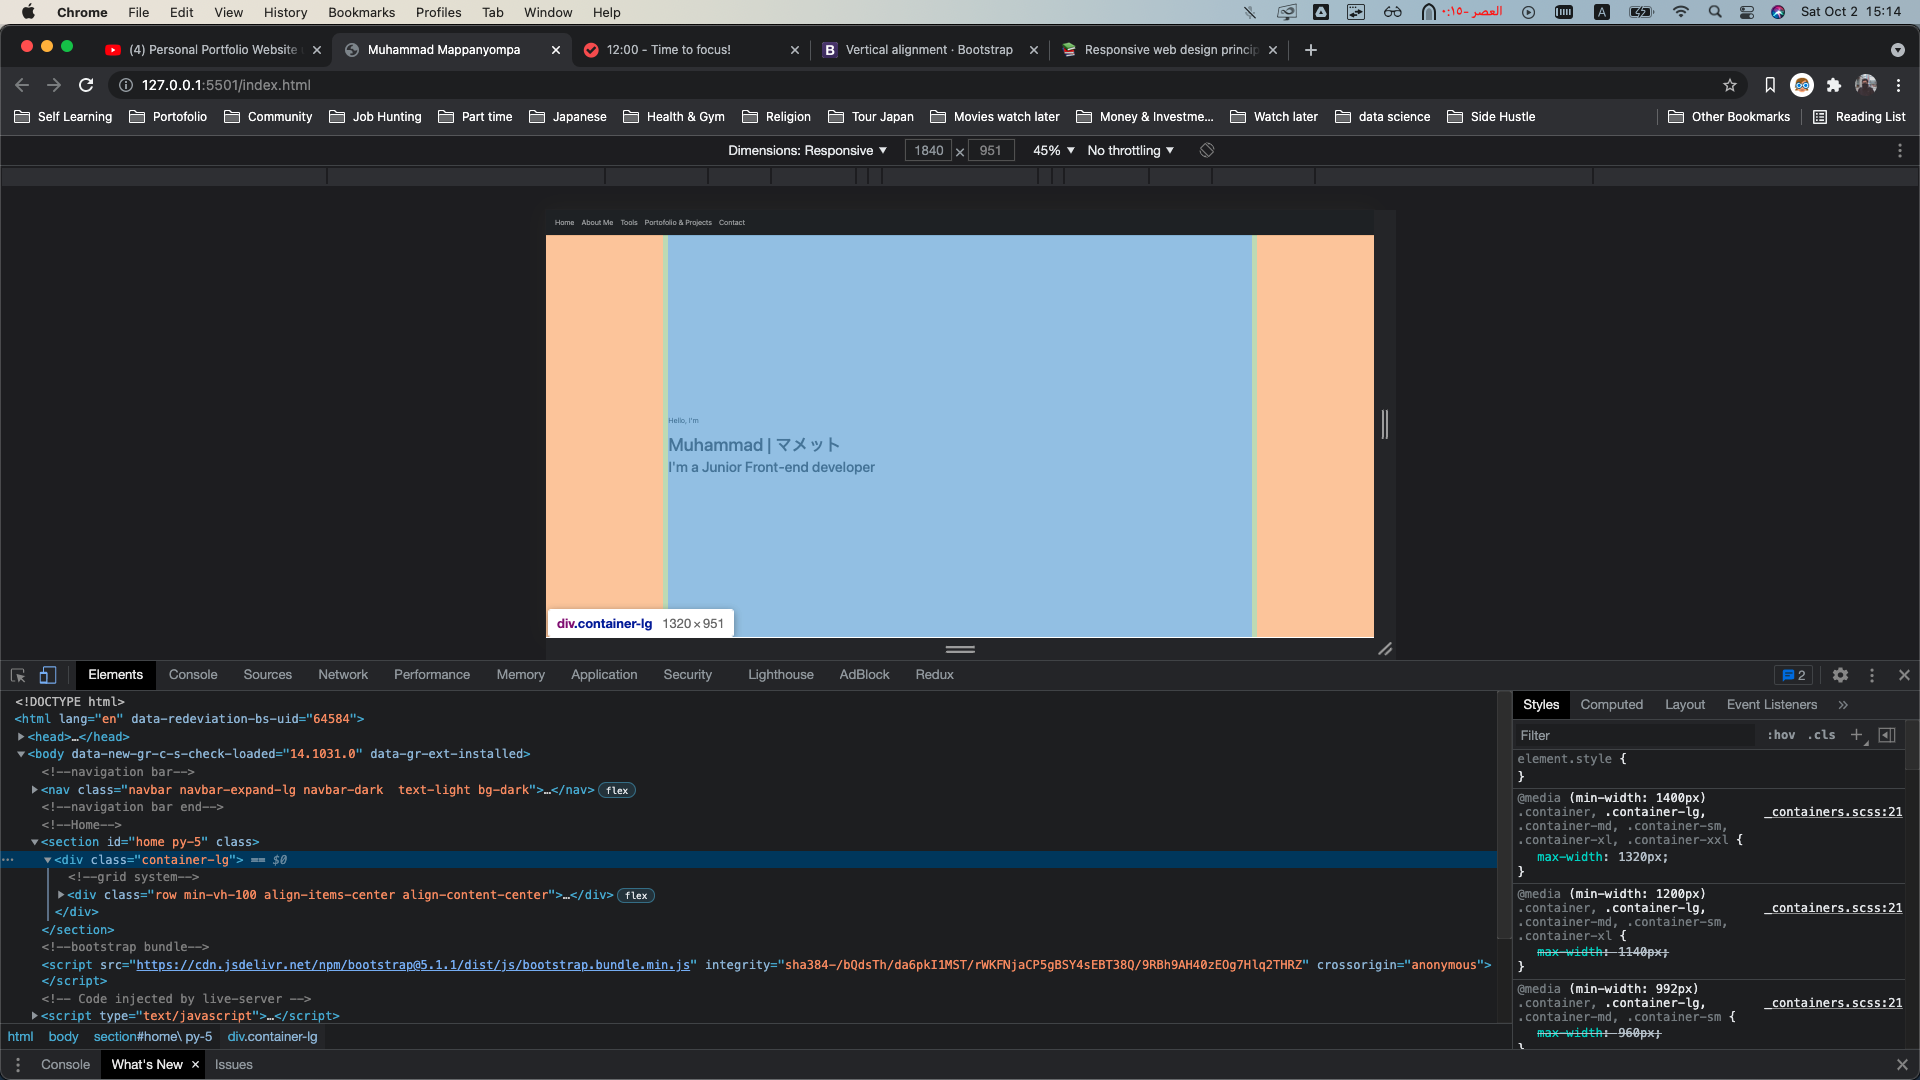 Chrome File Edit View History Bookmarks Profiles Tab Window Help
العصر -٠:١٥
A
Sat Oct 2 15:14
(4) Personal Portfolio Website
Muhammad Mappanyompa
12:00 - Time to focus!
B Vertical alignment · Bootstrap
Responsive web design princip
127.0.0.1:5501/index.html
Self Learning Portofolio Community Job Hunting Part time Japanese Health & Gym Religion Tour Japan Movies watch later Money & Investme... Watch later data science Side Hustle Other Bookmarks Reading List
Dimensions: Responsive 1840 × 951 45% No throttling
Home About Me Tools Portofolio & Projects Contact
Hello, I'm
Muhammad | マメット
I'm a Junior Front-end developer
div.container-lg 1320 × 951
Elements Console Sources Network Performance Memory Application Security Lighthouse AdBlock Redux 2
<!DOCTYPE html>
<html lang="en" data-redeviation-bs-uid="64584">
<head>…</head>
<body data-new-gr-c-s-check-loaded="14.1031.0" data-gr-ext-installed>
<!--navigation bar-->
<nav class="navbar navbar-expand-lg navbar-dark  text-light bg-dark">…</nav> flex
<!--navigation bar end-->
<!--Home-->
<section id="home py-5" class>
<div class="container-lg"> == $0
<!--grid system-->
<div class="row min-vh-100 align-items-center align-content-center">…</div> flex
</div>
</section>
<!--bootstrap bundle-->
<script src="https://cdn.jsdelivr.net/npm/bootstrap@5.1.1/dist/js/bootstrap.bundle.min.js" integrity="sha384-/bQdsTh/da6pkI1MST/rWKFNjaCP5gBSY4sEBT38Q/9RBh9AH40zEOg7Hlq2THRZ" crossorigin="anonymous">
</script>
<!-- Code injected by live-server -->
<script type="text/javascript">…</script>
html body section#home\ py-5 div.container-lg
Console What's New × Issues
Styles Computed Layout Event Listeners »
Filter :hov .cls +
element.style {
}
@media (min-width: 1400px)
.container, .container-lg, _containers.scss:21
.container-md, .container-sm,
.container-xl, .container-xxl {
max-width: 1320px;
}
@media (min-width: 1200px)
.container, .container-lg, _containers.scss:21
.container-md, .container-sm,
.container-xl {
max-width: 1140px;
}
@media (min-width: 992px)
.container, .container-lg, _containers.scss:21
.container-md, .container-sm {
max-width: 960px;
}